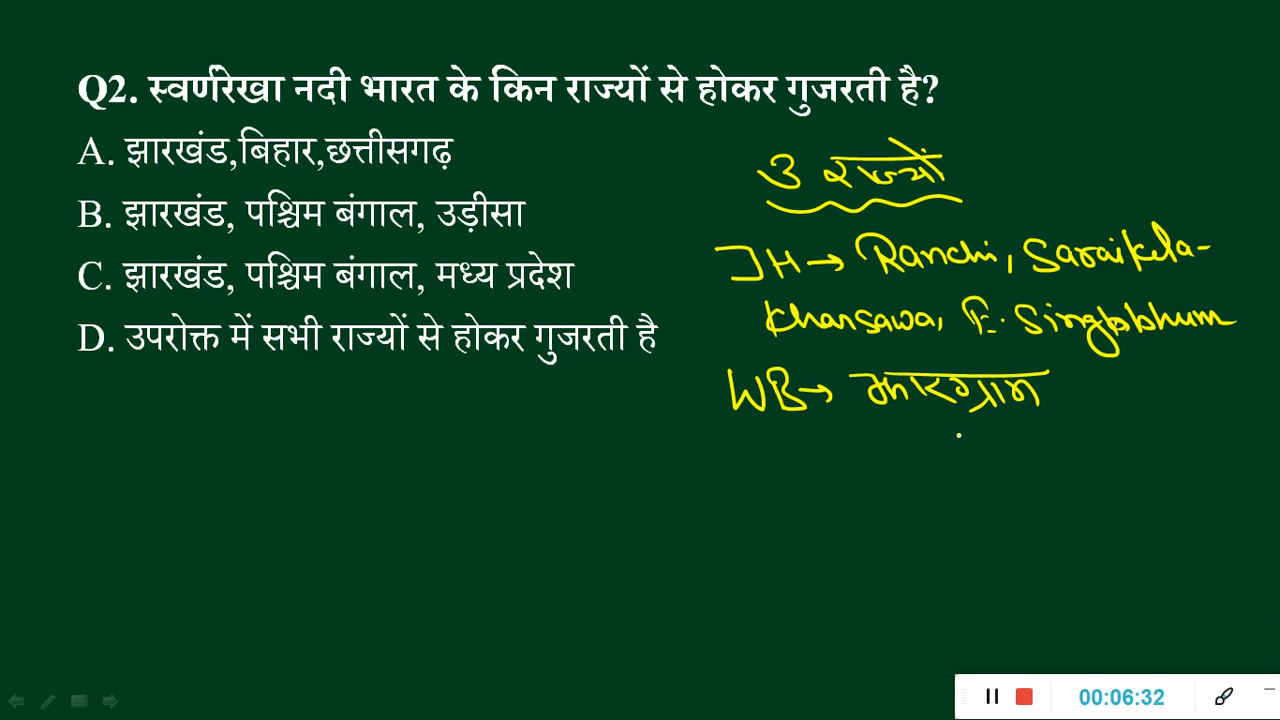 Q2. स्वर्णरेखा नदी भारत के किन राज्यों से होकर गुजरती है?
A. झारखंड,बिहार,छत्तीसगढ़
B. झारखंड, पश्चिम बंगाल, उड़ीसा
C. झारखंड, पश्चिम बंगाल, मध्य प्रदेश
D. उपरोक्त में सभी राज्यों से होकर गुजरती है
3 राज्यों
JH → Ranchi, Saraikela-
Kharsawa, E. Singbhum
WB → झारग्राम
00:06:32